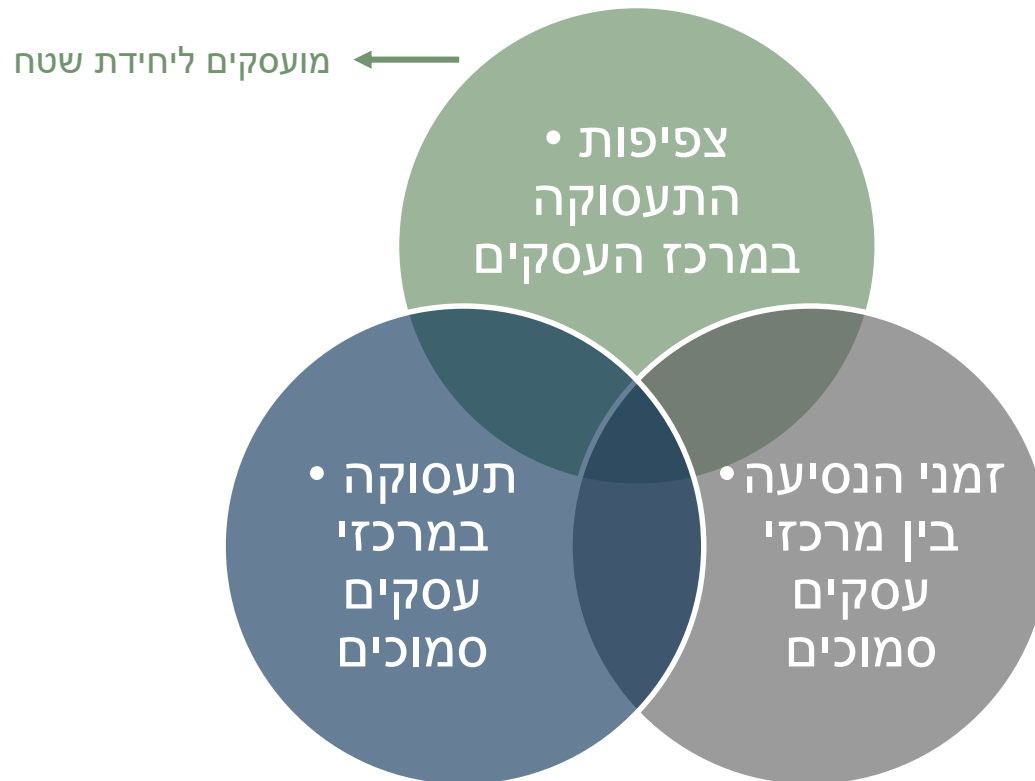 מועסקים ליחידת שטח
• צפיפות
התעסוקה
במרכז העסקים
• זמני הנסיעה
בין מרכזי
עסקים
סמוכים
• תעסוקה
במרכזי
עסקים
סמוכים